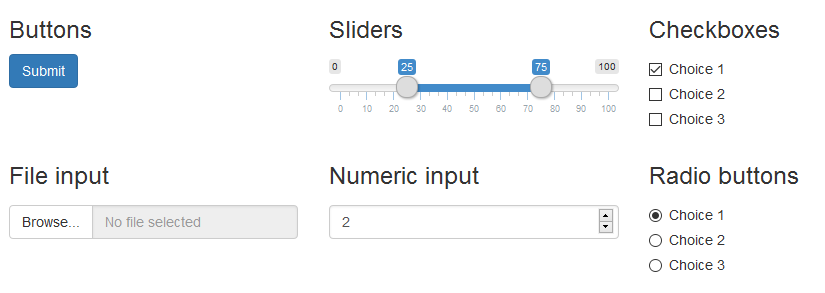 Buttons
Submit
Sliders
0 25 75 100
0 10 20 30 40 50 60 70 80 90 100
Checkboxes
Choice 1
Choice 2
Choice 3
File input
Browse... No file selected
Numeric input
2
Radio buttons
Choice 1
Choice 2
Choice 3